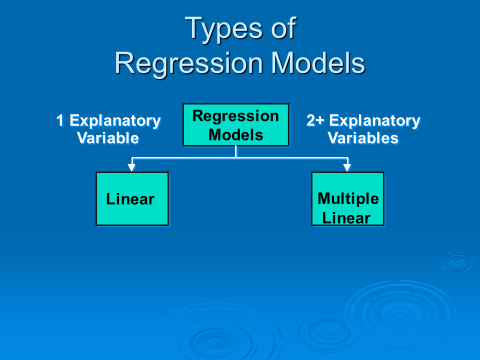 Types of
Regression Models
1 Explanatory
Variable
Regression
Models
2+ Explanatory
Variables
Linear
Multiple
Linear